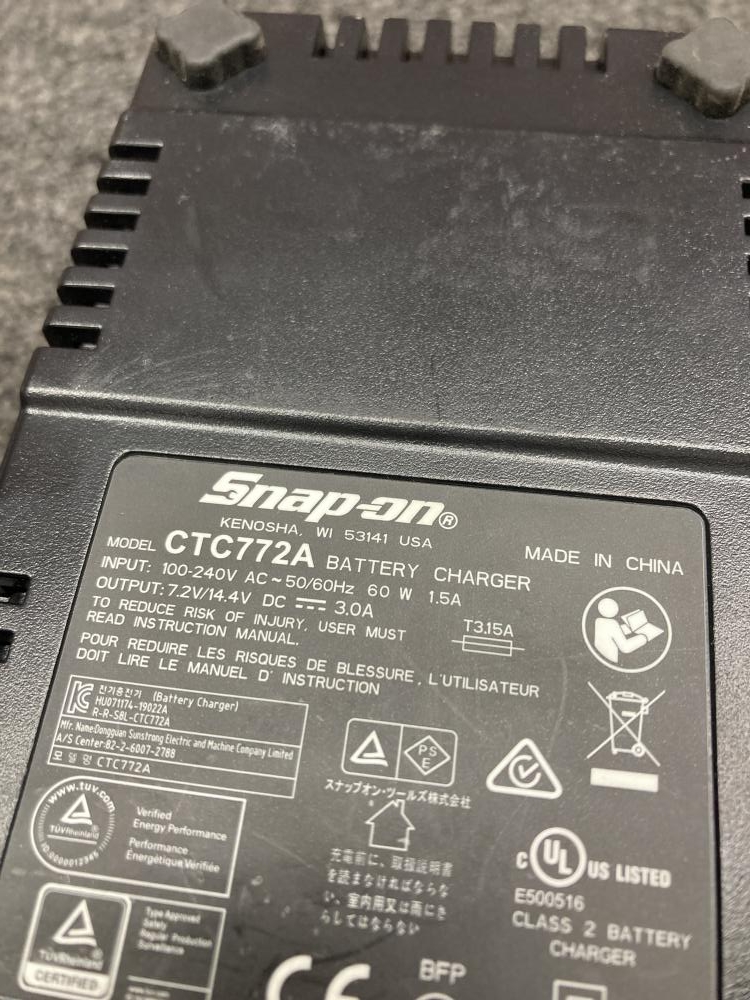 Snap-on®
KENOSHA, WI 53141 USA
MODEL CTC772A BATTERY CHARGER
MADE IN CHINA
INPUT: 100-240V AC ~ 50/60Hz 60 W 1.5A
OUTPUT: 7.2V/14.4V DC ⎓ 3.0A
T3.15A
TO REDUCE RISK OF INJURY, USER MUST
READ INSTRUCTION MANUAL.
POUR REDUIRE LES RISQUES DE BLESSURE, L'UTILISATEUR
DOIT LIRE LE MANUEL D' INSTRUCTION
전기충전기 (Battery Charger)
HU071174-19022A
R-R-SBL-CTC772A
Mfr. Name:Dongguan Sunstrong Electric and Machine Company Limited
A/S Center:82-2-6007-2788
모델명 CTC772A
PS
E
スナップオン・ツールズ株式会社
www.tuv.com
TÜVRheinland
ID:0000012345
Verified
Energy Performance
Performance
Energétique Vérifiée
充電前に、取扱説明書
を読まなければならな
い、室内用又は雨にさ
らしてはならない
C UL US LISTED
E500516
CLASS 2 BATTERY
CHARGER
TÜVRheinland
CERTIFIED
Type Approved
Safety
Regular Production
Surveillance
CE
BFP